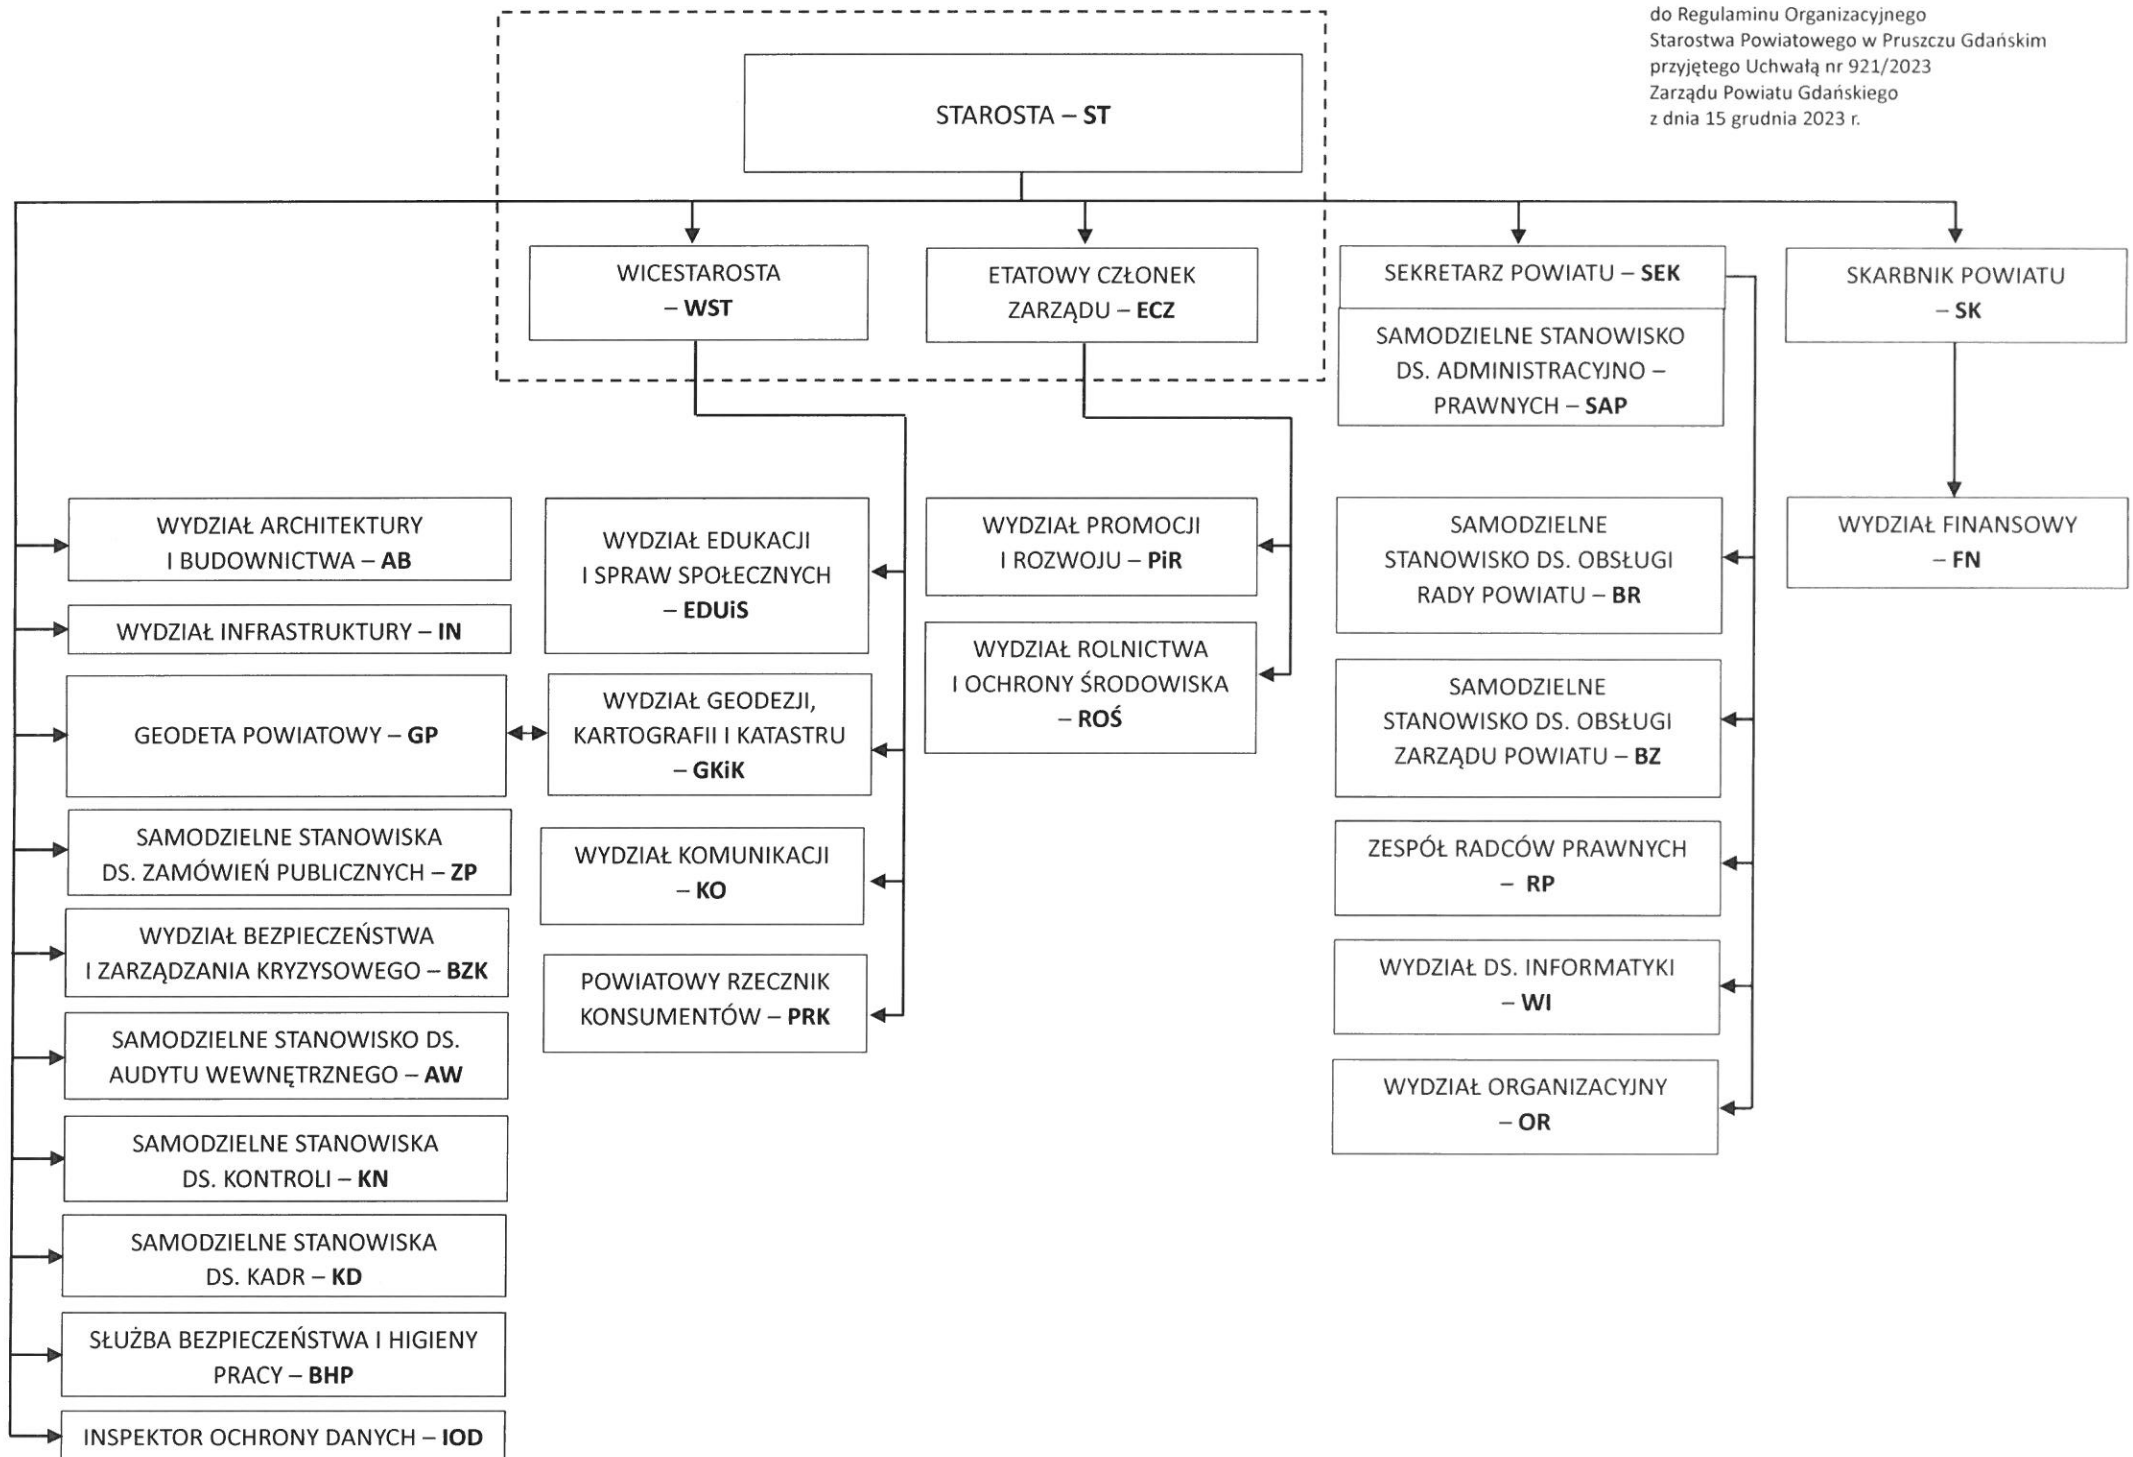 do Regulaminu Organizacyjnego
Starostwa Powiatowego w Pruszczu Gdańskim
przyjętego Uchwałą nr 921/2023
Zarządu Powiatu Gdańskiego
z dnia 15 grudnia 2023 r.
STAROSTA – ST
WICESTAROSTA
– WST
ETATOWY CZŁONEK
ZARZĄDU – ECZ
SEKRETARZ POWIATU – SEK
SAMODZIELNE STANOWISKO
DS. ADMINISTRACYJNO –
PRAWNYCH – SAP
SKARBNIK POWIATU
– SK
WYDZIAŁ ARCHITEKTURY
I BUDOWNICTWA – AB
WYDZIAŁ INFRASTRUKTURY – IN
GEODETA POWIATOWY – GP
SAMODZIELNE STANOWISKA
DS. ZAMÓWIEŃ PUBLICZNYCH – ZP
WYDZIAŁ BEZPIECZEŃSTWA
I ZARZĄDZANIA KRYZYSOWEGO – BZK
SAMODZIELNE STANOWISKO DS.
AUDYTU WEWNĘTRZNEGO – AW
SAMODZIELNE STANOWISKA
DS. KONTROLI – KN
SAMODZIELNE STANOWISKA
DS. KADR – KD
SŁUŻBA BEZPIECZEŃSTWA I HIGIENY
PRACY – BHP
INSPEKTOR OCHRONY DANYCH – IOD
WYDZIAŁ EDUKACJI
I SPRAW SPOŁECZNYCH
– EDUiS
WYDZIAŁ GEODEZJI,
KARTOGRAFII I KATASTRU
– GKiK
WYDZIAŁ KOMUNIKACJI
– KO
POWIATOWY RZECZNIK
KONSUMENTÓW – PRK
WYDZIAŁ PROMOCJI
I ROZWOJU – PiR
WYDZIAŁ ROLNICTWA
I OCHRONY ŚRODOWISKA
– ROŚ
SAMODZIELNE
STANOWISKO DS. OBSŁUGI
RADY POWIATU – BR
SAMODZIELNE
STANOWISKO DS. OBSŁUGI
ZARZĄDU POWIATU – BZ
ZESPÓŁ RADCÓW PRAWNYCH
– RP
WYDZIAŁ DS. INFORMATYKI
– WI
WYDZIAŁ ORGANIZACYJNY
– OR
WYDZIAŁ FINANSOWY
– FN